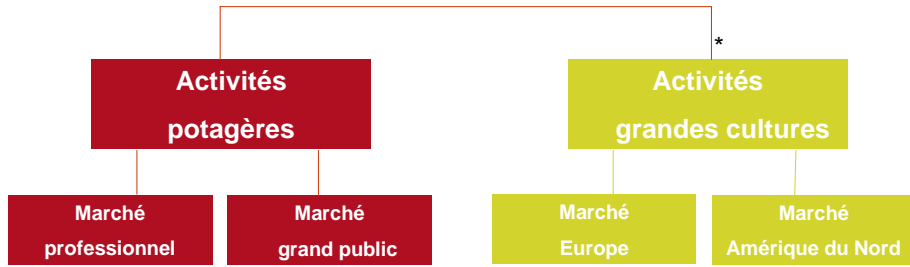 *
Activités
potagères
Activités
grandes cultures
Marché
professionnel
Marché
grand public
Marché
Europe
Marché
Amérique du Nord